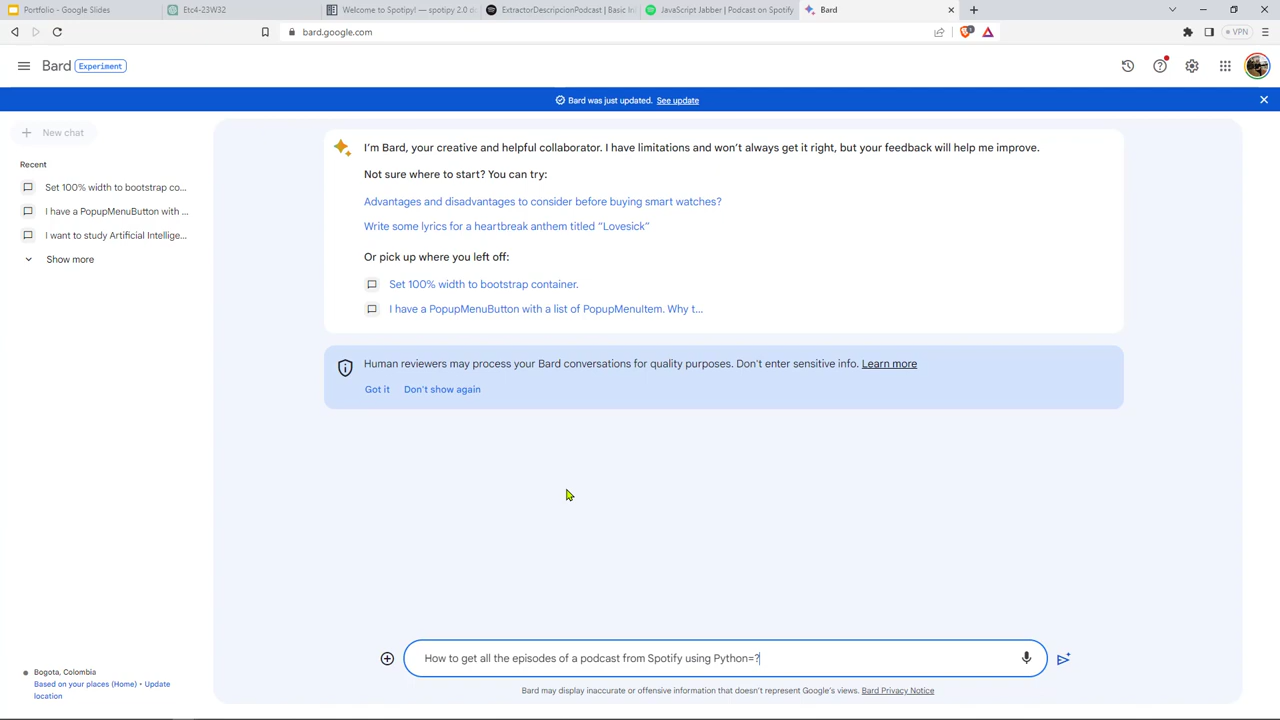 Portfolio - Google Slides
Etc4-23W32
Welcome to Spotipy! — spotipy 2.0 d
ExtractorDescripcionPodcast | Basic In
JavaScript Jabber | Podcast on Spotify
Bard
bard.google.com
VPN
Bard
Experiment
Bard was just updated. See update
New chat
Recent
Set 100% width to bootstrap co...
I have a PopupMenuButton with ...
I want to study Artificial Intellige...
Show more
I'm Bard, your creative and helpful collaborator. I have limitations and won't always get it right, but your feedback will help me improve.
Not sure where to start? You can try:
Advantages and disadvantages to consider before buying smart watches?
Write some lyrics for a heartbreak anthem titled “Lovesick”
Or pick up where you left off:
Set 100% width to bootstrap container.
I have a PopupMenuButton with a list of PopupMenuItem. Why t...
Human reviewers may process your Bard conversations for quality purposes. Don't enter sensitive info. Learn more
Got it
Don't show again
How to get all the episodes of a podcast from Spotify using Python=?
Bard may display inaccurate or offensive information that doesn't represent Google's views. Bard Privacy Notice
Bogota, Colombia
Based on your places (Home) • Update
location